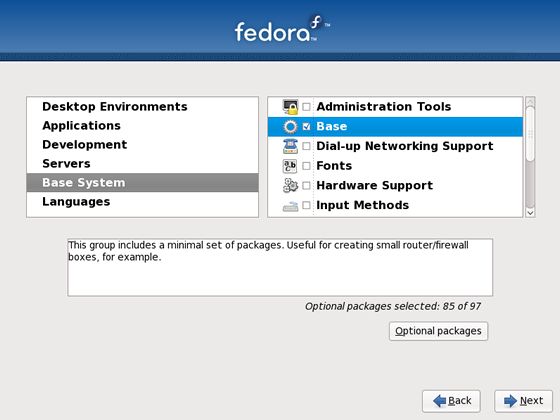 fedora
TM
Desktop Environments
Applications
Development
Servers
Base System
Languages
Administration Tools
Base
Dial-up Networking Support
Fonts
Hardware Support
Input Methods
This group includes a minimal set of packages. Useful for creating small router/firewall
boxes, for example.
Optional packages selected: 85 of 97
Optional packages
Back
Next